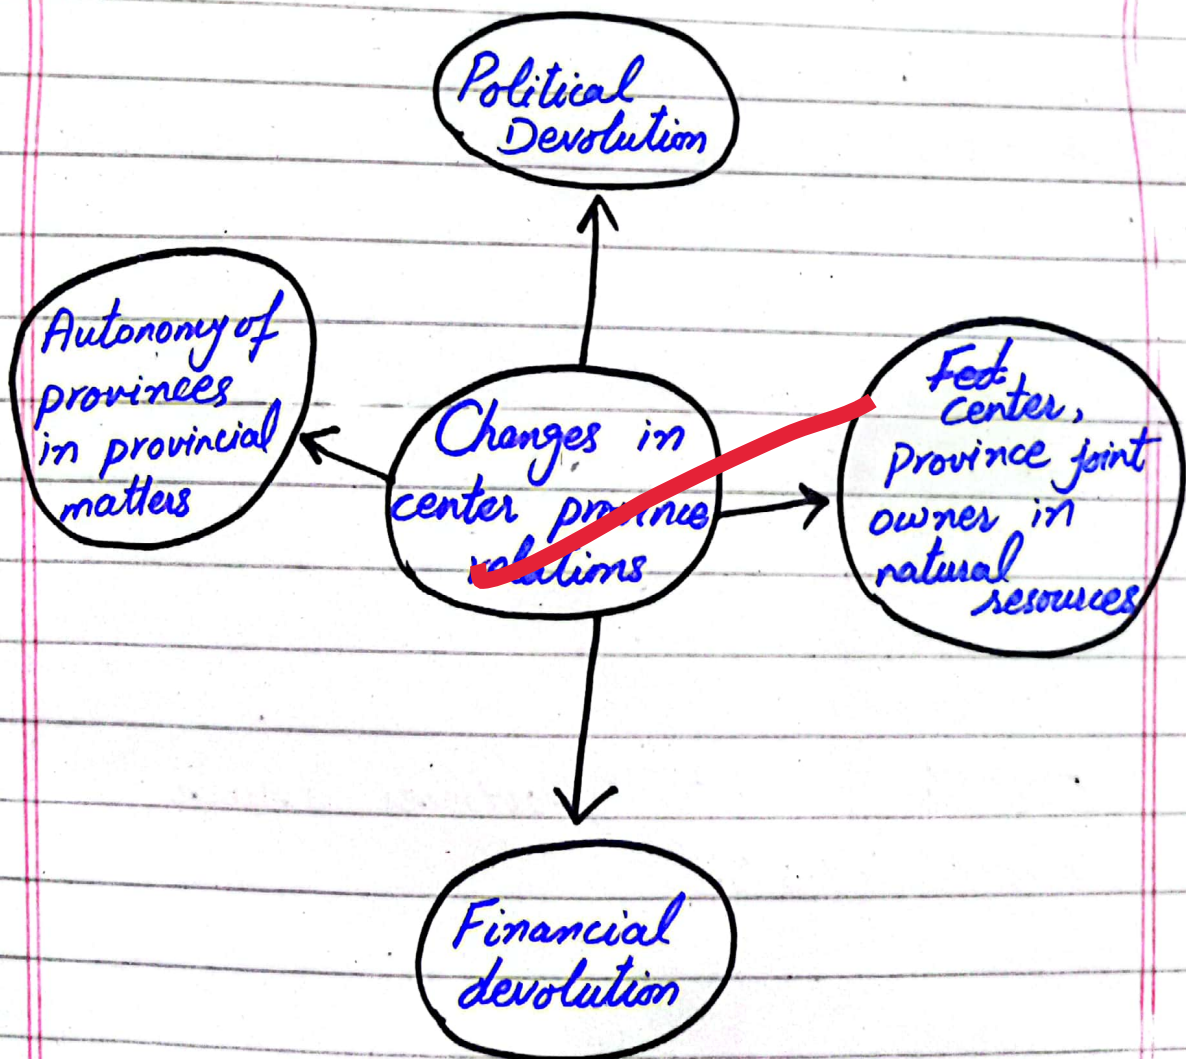 Political
Devolution
Autonomy of
provinces
in provincial
matters
Changes in
center province
relations
Fed,
center,
province joint
owner in
natural
resources
Financial
devolution